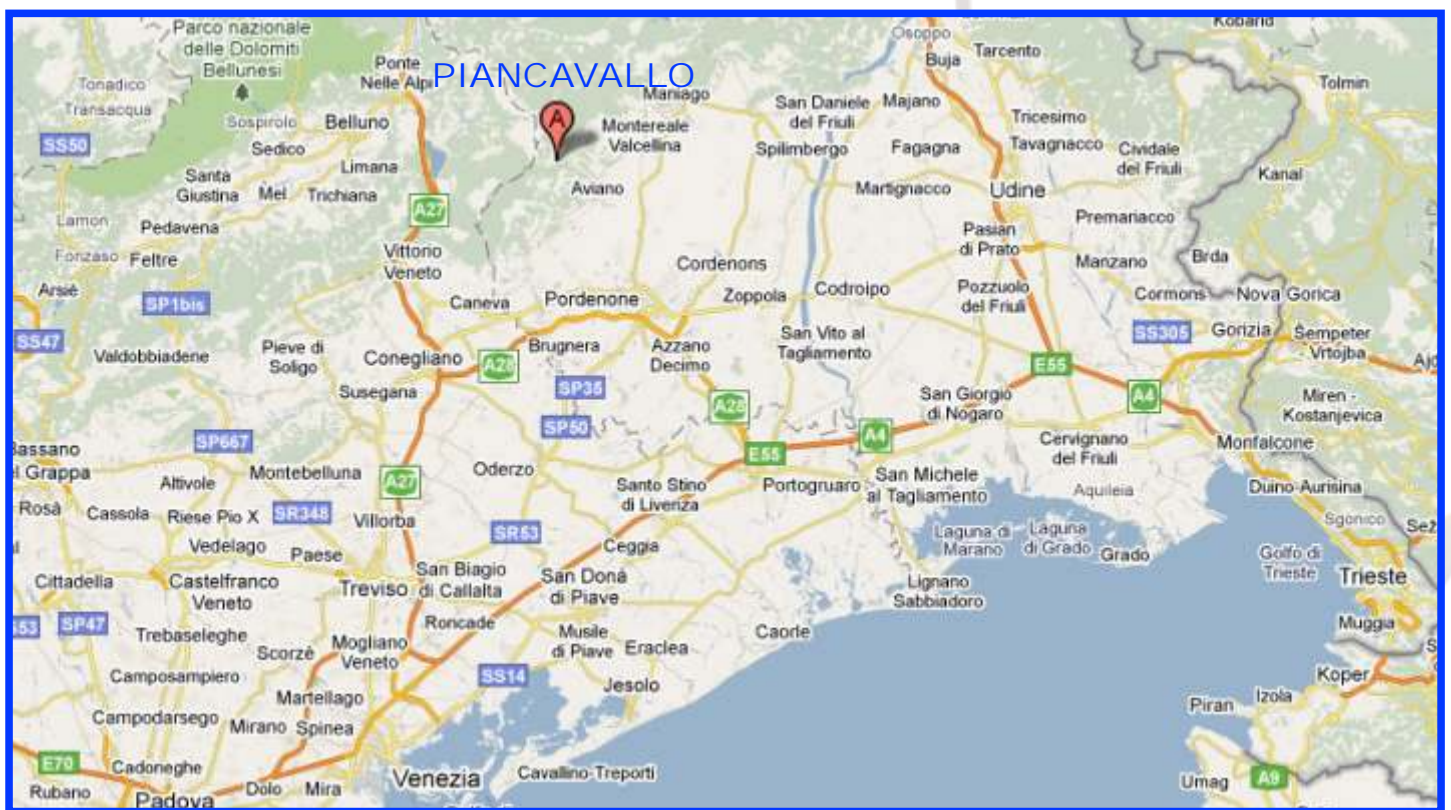 Parco nazionale
delle Dolomiti
Bellunesi
Osoppo
Kobarid
Ponte
Nelle Alpi
PIANCAVALLO
Buja
Tarcento
Tonadico
Transacqua
Maniago
San Daniele
del Friuli
Majano
Tolmin
Sospirolo
Belluno
A
Montereale
Valcellina
Tricesimo
SS50
Sedico
Limana
Spilimbergo
Fagagna
Tavagnacco
Cividale
del Friuli
Santa
Giustina
Mel
Trichiana
Aviano
Martignacco
Udine
Kanal
Lamon
Pedavena
A27
Premariacco
Fonzaso
Feltre
Vittorio
Veneto
Cordenons
Pasian
di Prato
Manzano
Brda
Arsiè
SP1bis
Caneva
Pordenone
Zoppola
Codroipo
Pozzuolo
del Friuli
Cormons
Nova Gorica
SS47
Valdobbiadene
Pieve di
Soligo
Conegliano
A28
Brugnera
Azzano
Decimo
San Vito al
Tagliamento
SS305
Gorizia
Šempeter
- Vrtojba
Susegana
SP35
E55
A4
Miren -
Kostanjevica
SP667
SP50
A28
San Giorgio
di Nogaro
A4
Cervignano
del Friuli
Monfalcone
Montebelluna
A27
Oderzo
E55
Altivole
Santo Stino
di Livenza
Portogruaro
San Michele
al Tagliamento
Aquileia
Duino-Aurisina
Rosà
Cassola
Riese Pio X
SR348
Villorba
SR53
Laguna di
Marano
Laguna
di Grado
Grado
Sgonico
Vedelago
Paese
Ceggia
Golfo di
Trieste
Trieste
Cittadella
Castelfranco
Veneto
Treviso
San Biagio
di Callalta
San Donà
di Piave
Lignano
Sabbiadoro
SP47
Trebaseleghe
Scorzè
Mogliano
Veneto
Roncade
Musile
di Piave
Eraclea
Caorle
Muggia
Camposampiero
Martellago
SS14
Jesolo
Koper
Izola
Piran
Campodarsego
Mirano
Spinea
E70
Cadoneghe
Rubano
Padova
Dolo
Mira
Venezia
Cavallino-Treporti
Umag
A9